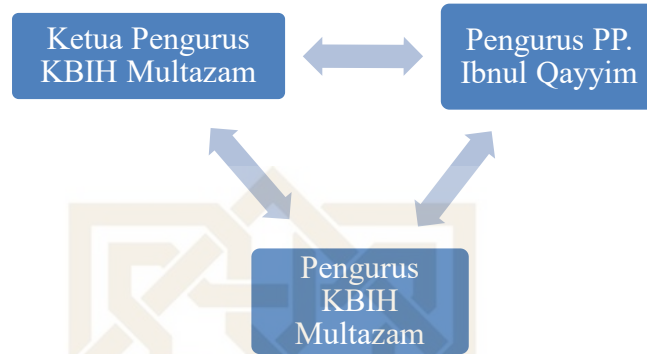 Ketua Pengurus
KBIH Multazam
Pengurus PP.
Ibnul Qayyim
Pengurus
KBIH
Multazam